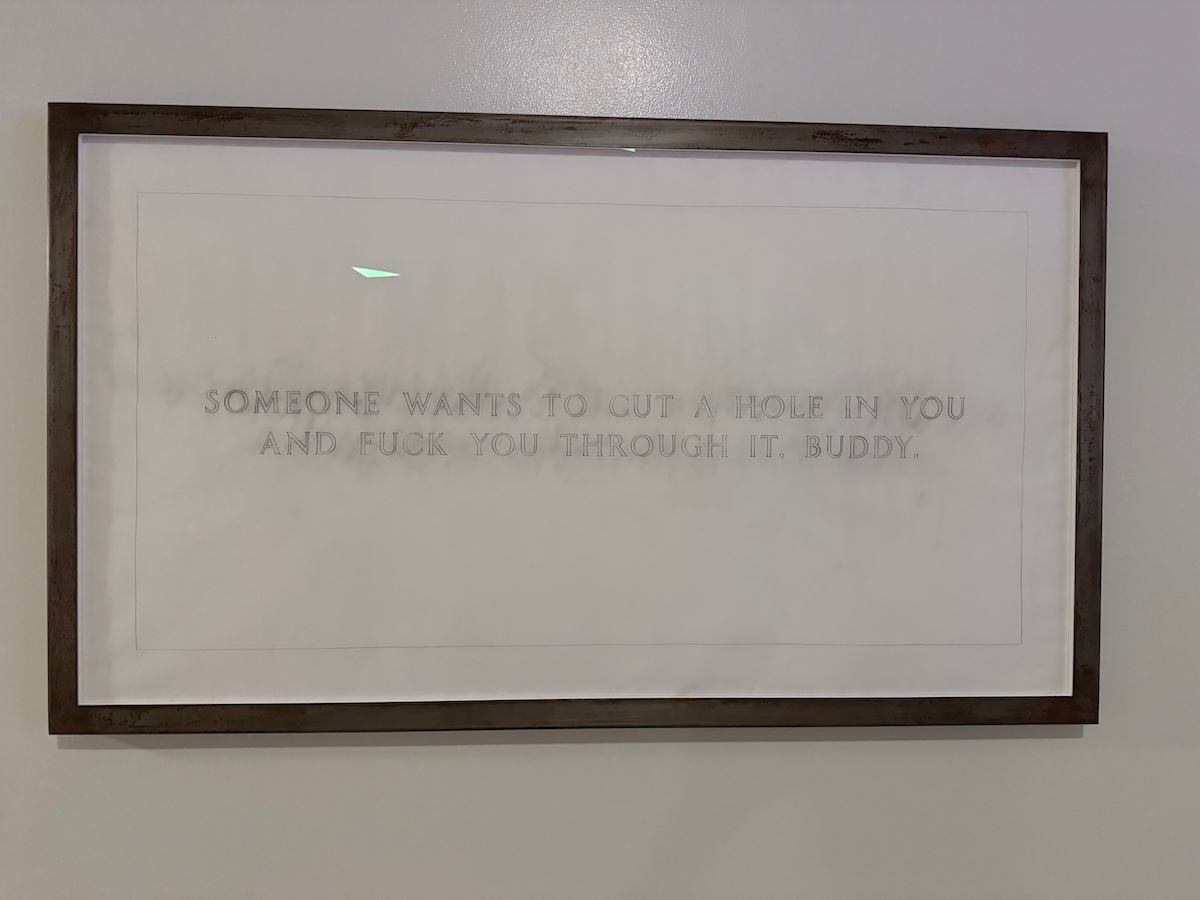 SOMEONE WANTS TO CUT A HOLE IN YOU
AND FUCK YOU THROUGH IT, BUDDY.